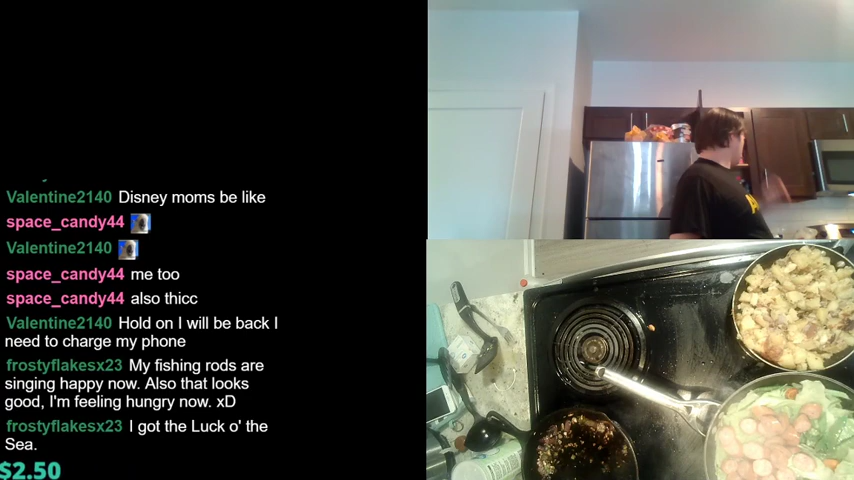 Valentine2140 Disney moms be like
space_candy44
Valentine2140
space_candy44 me too
space_candy44 also thicc
Valentine2140 Hold on I will be back I
need to charge my phone
frostyflakesx23 My fishing rods are
singing happy now. Also that looks
good, I'm feeling hungry now. xD
frostyflakesx23 I got the Luck o' the
Sea.
$2.50